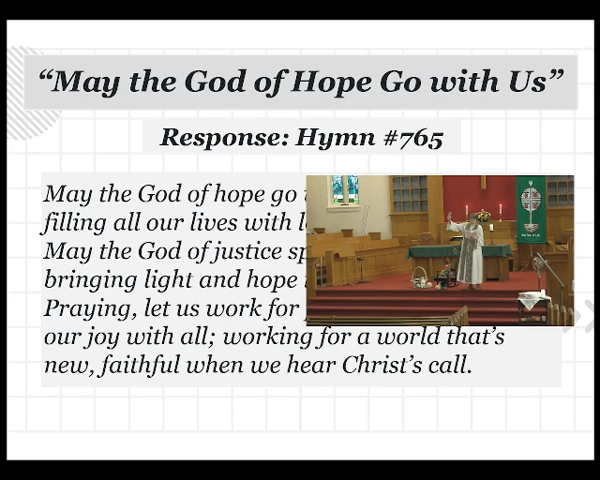 “May the God of Hope Go with Us”
Response: Hymn #765
May the God of hope go
filling all our lives with
May the God of justice
bringing light and hope
Praying, let us work for
our joy with all; working for a world that’s
new, faithful when we hear Christ’s call.